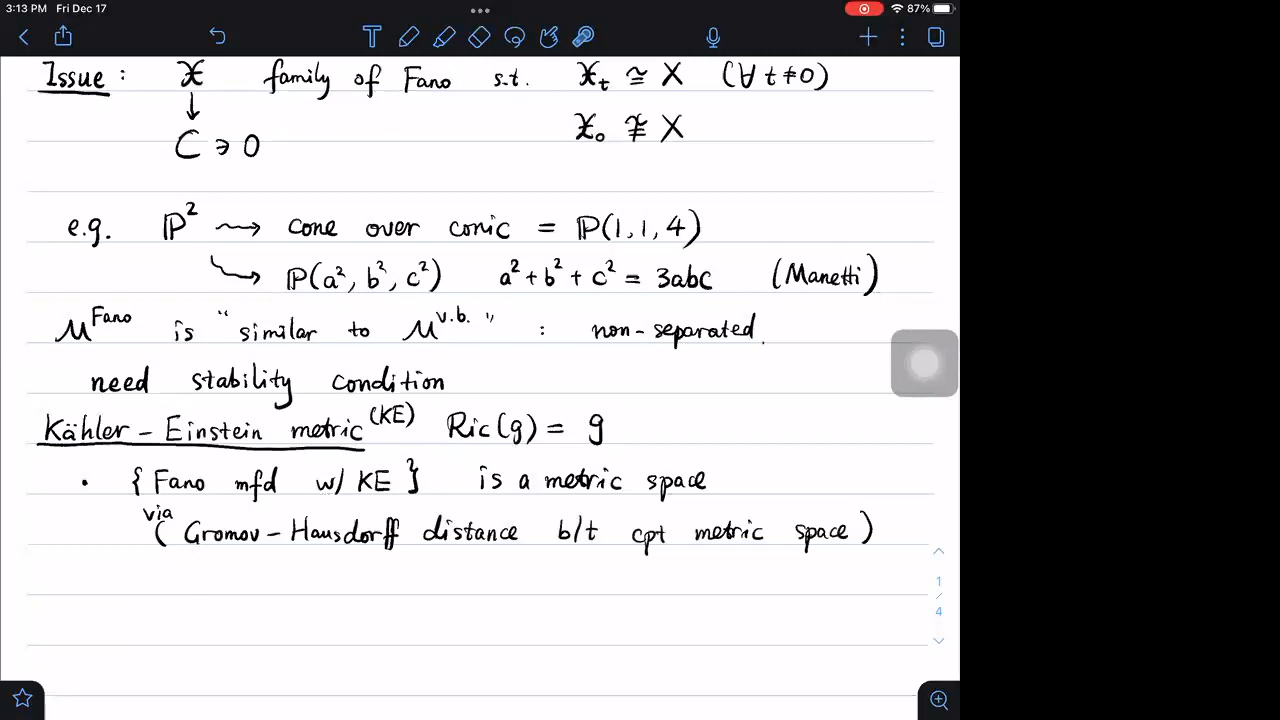 3:13 PM Fri Dec 17
87%
Issue : 𝒳 family of Fano s.t. 𝒳_t ≅ X (∀ t ≠ 0)
↓
C ∋ 0 𝒳_0 ≇ X
e.g. ℙ² ⇝ cone over conic = ℙ(1,1,4)
⇝ ℙ(a², b², c²) a² + b² + c² = 3abc (Manetti)
ℳ^Fano is "similar to ℳ^v.b." : non-separated.
need stability condition
Kähler-Einstein metric (KE) Ric(g) = g
• { Fano mfd w/ KE } is a metric space
via
( Gromov-Hausdorff distance b/t cpt metric space )
1
/
4